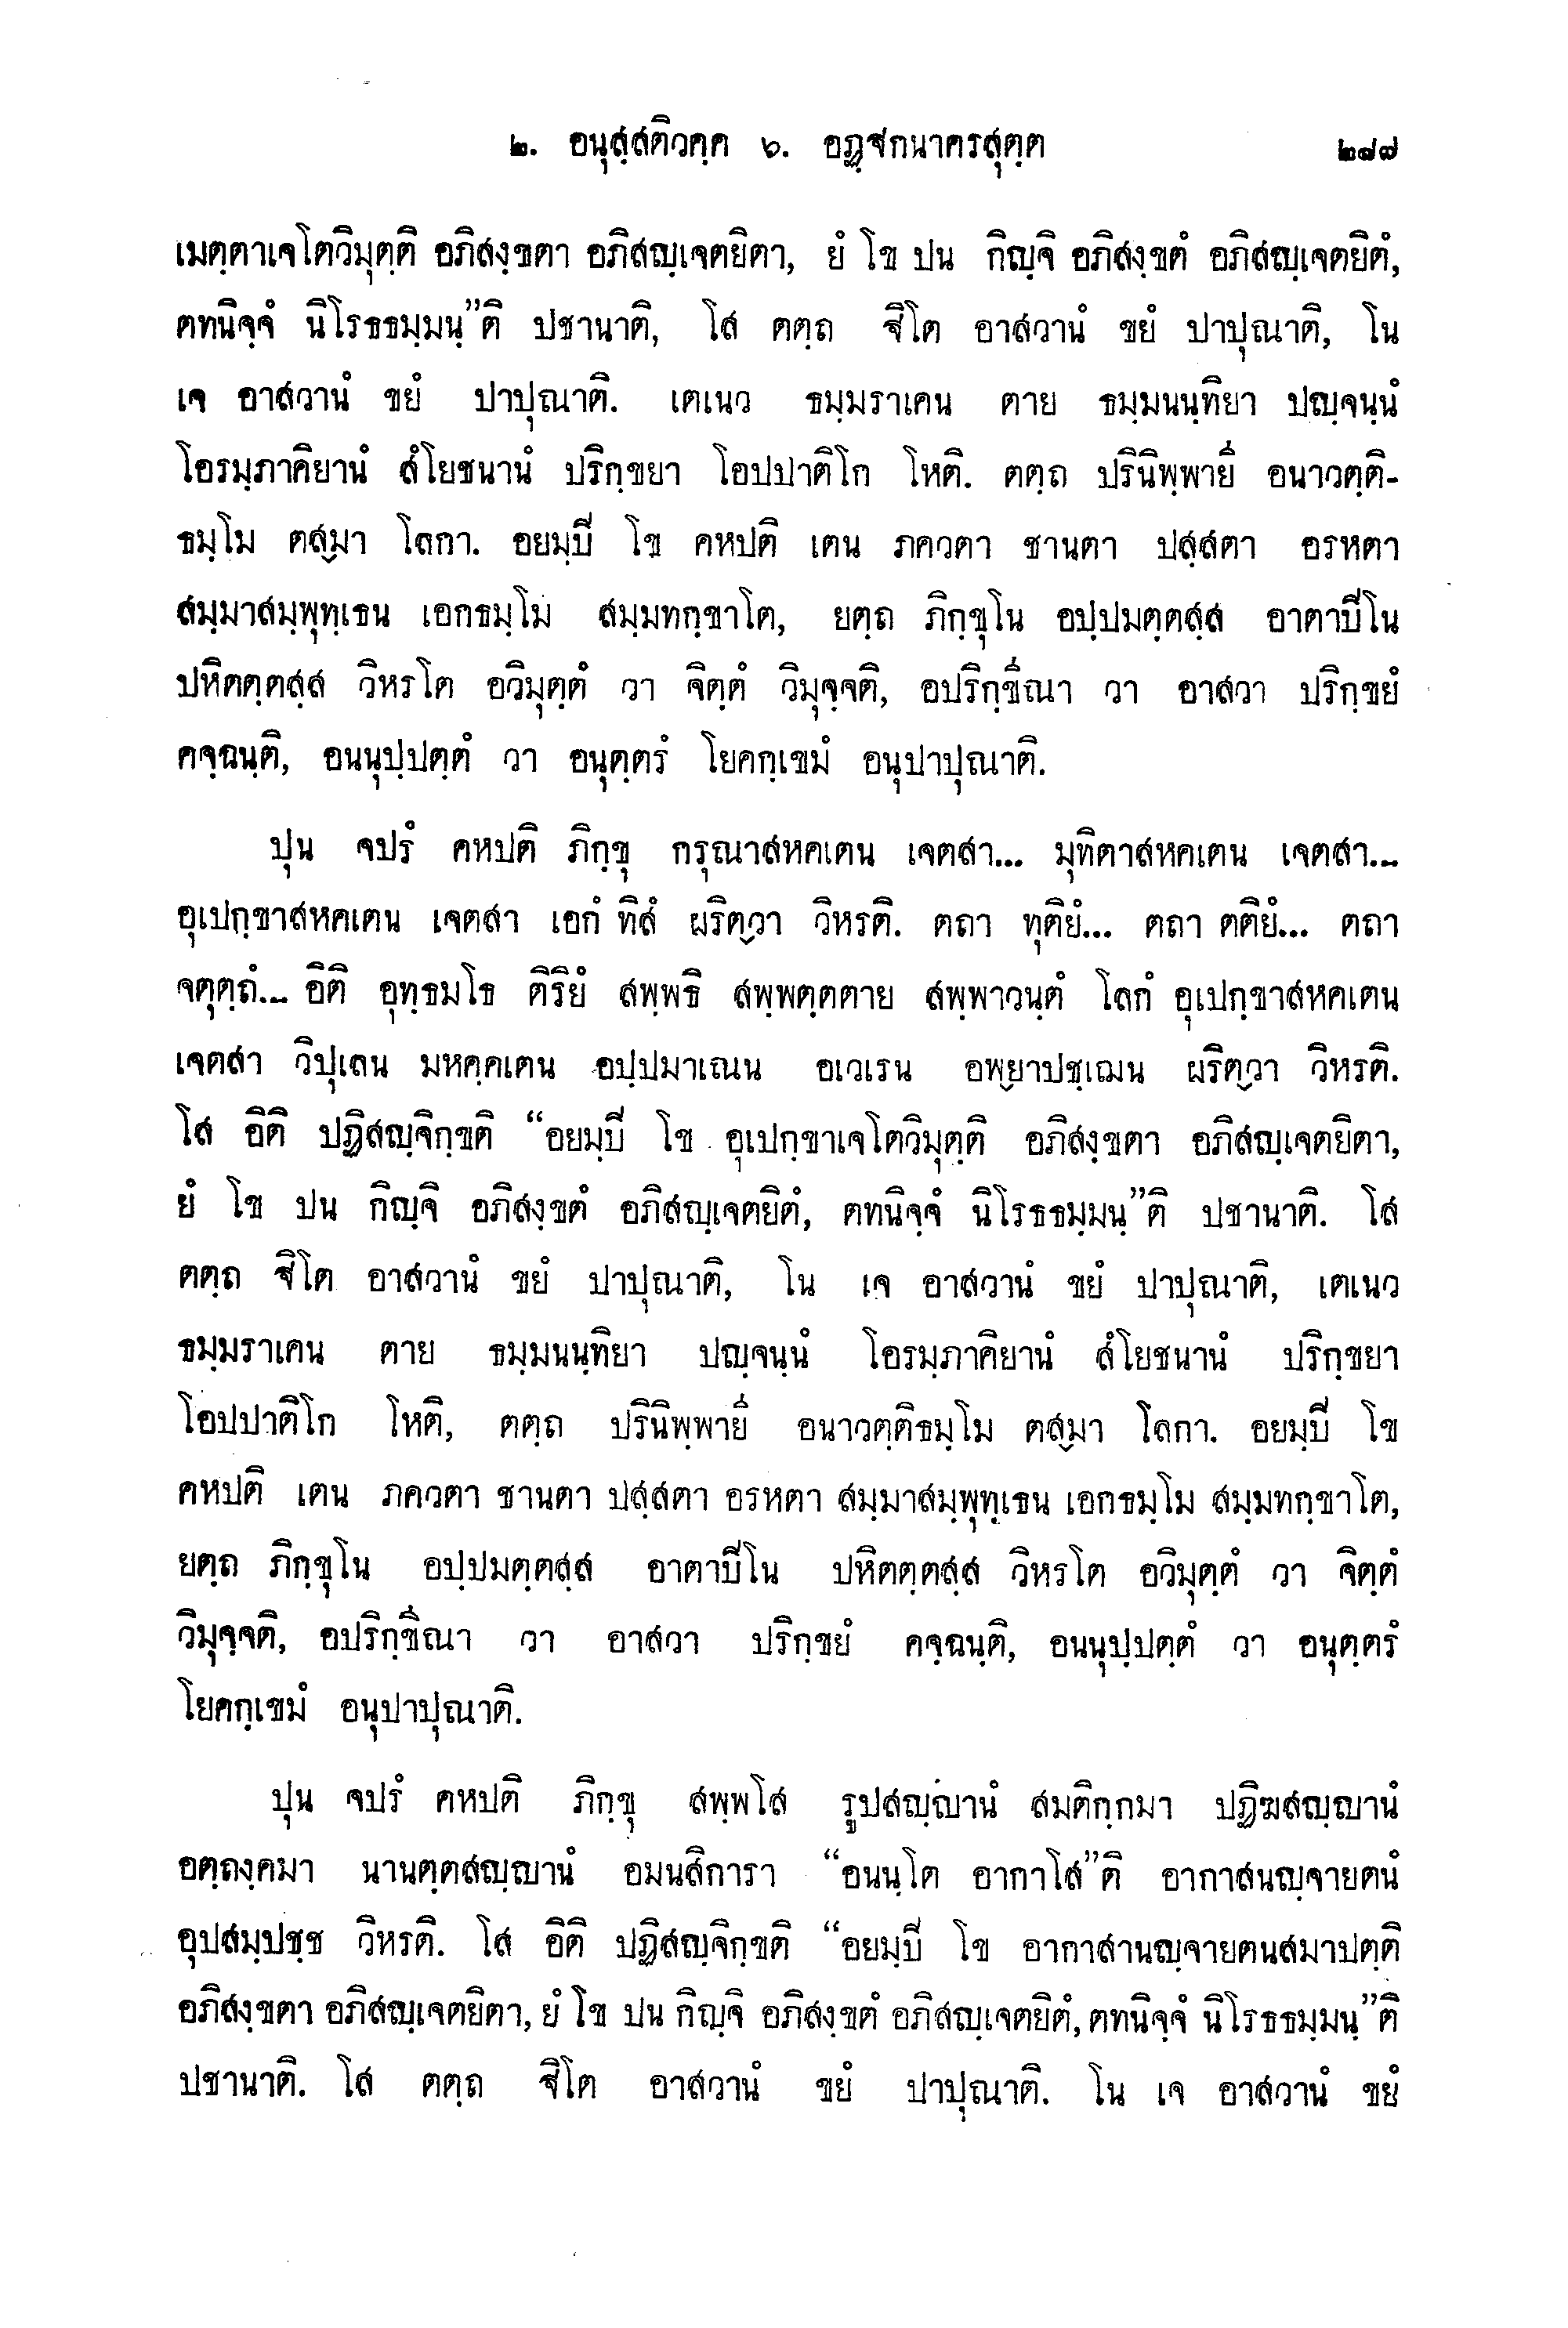 ๒. อนุสฺสติวคฺค ๖. อฏฺฐกนาครสุตฺต ๒๘๙
เมตฺตาเจโตวิมุตฺติ อภิสงฺขตา อภิสญฺเจตยิตา, ยํ โข ปน กิญฺจิ อภิสงฺขตํ อภิสญฺเจตยิตํ,
ตทนิจฺจํ นิโรธธมฺมนฺ”ติ ปชานาติ, โส ตตฺถ ฐิโต อาสวานํ ขยํ ปาปุณาติ, โน
เจ อาสวานํ ขยํ ปาปุณาติ. เตเนว ธมฺมราเคน ตาย ธมฺมนนฺทิยา ปญฺจนฺนํ
โอรมฺภาคิยานํ สํโยชนานํ ปริกฺขยา โอปปาติโก โหติ. ตตฺถ ปรินิพฺพายี อนาวตฺติ-
ธมฺโม ตสฺมา โลกา. อยมฺปิ โข คหปติ เตน ภควตา ชานตา ปสฺสตา อรหตา
สมฺมาสมฺพุทฺเธน เอกธมฺโม สมฺมทกฺขาโต, ยตฺถ ภิกฺขุโน อปฺปมตฺตสฺส อาตาปิโน
ปหิตตฺตสฺส วิหรโต อวิมุตฺตํ วา จิตฺตํ วิมุจฺจติ, อปริกฺขีณา วา อาสวา ปริกฺขยํ
คจฺฉนฺติ, อนนุปฺปตฺตํ วา อนุตฺตรํ โยคกฺเขมํ อนุปาปุณาติ.
ปุน จปรํ คหปติ ภิกฺขุ กรุณาสหคเตน เจตสา... มุทิตาสหคเตน เจตสา...
อุเปกฺขาสหคเตน เจตสา เอกํ ทิสํ ผริตฺวา วิหรติ. ตถา ทุติยํ... ตถา ตติยํ... ตถา
จตุตฺถํ... อิติ อุทฺธมโธ ติริยํ สพฺพธิ สพฺพตฺตตาย สพฺพาวนฺตํ โลกํ อุเปกฺขาสหคเตน
เจตสา วิปุเลน มหคฺคเตน อปฺปมาเณน อเวเรน อพฺยาปชฺเฌน ผริตฺวา วิหรติ.
โส อิติ ปฏิสญฺจิกฺขติ “อยมฺปิ โข อุเปกฺขาเจโตวิมุตฺติ อภิสงฺขตา อภิสญฺเจตยิตา,
ยํ โข ปน กิญฺจิ อภิสงฺขตํ อภิสญฺเจตยิตํ, ตทนิจฺจํ นิโรธธมฺมนฺ”ติ ปชานาติ. โส
ตตฺถ ฐิโต อาสวานํ ขยํ ปาปุณาติ, โน เจ อาสวานํ ขยํ ปาปุณาติ, เตเนว
ธมฺมราเคน ตาย ธมฺมนนฺทิยา ปญฺจนฺนํ โอรมฺภาคิยานํ สํโยชนานํ ปริกฺขยา
โอปปาติโก โหติ, ตตฺถ ปรินิพฺพายี อนาวตฺติธมฺโม ตสฺมา โลกา. อยมฺปิ โข
คหปติ เตน ภควตา ชานตา ปสฺสตา อรหตา สมฺมาสมฺพุทฺเธน เอกธมฺโม สมฺมทกฺขาโต,
ยตฺถ ภิกฺขุโน อปฺปมตฺตสฺส อาตาปิโน ปหิตตฺตสฺส วิหรโต อวิมุตฺตํ วา จิตฺตํ
วิมุจฺจติ, อปริกฺขีณา วา อาสวา ปริกฺขยํ คจฺฉนฺติ, อนนุปฺปตฺตํ วา อนุตฺตรํ
โยคกฺเขมํ อนุปาปุณาติ.
ปุน จปรํ คหปติ ภิกฺขุ สพฺพโส รูปสญฺญานํ สมติกฺกมา ปฏิฆสญฺญานํ
อตฺถงฺคมา นานตฺตสญฺญานํ อมนสิการา “อนนฺโต อากาโส”ติ อากาสนญฺจายตนํ
อุปสมฺปชฺช วิหรติ. โส อิติ ปฏิสญฺจิกฺขติ “อยมฺปิ โข อากาสานญฺจายตนสมาปตฺติ
อภิสงฺขตา อภิสญฺเจตยิตา, ยํ โข ปน กิญฺจิ อภิสงฺขตํ อภิสญฺเจตยิตํ, ตทนิจฺจํ นิโรธธมฺมนฺ”ติ
ปชานาติ. โส ตตฺถ ฐิโต อาสวานํ ขยํ ปาปุณาติ. โน เจ อาสวานํ ขยํ